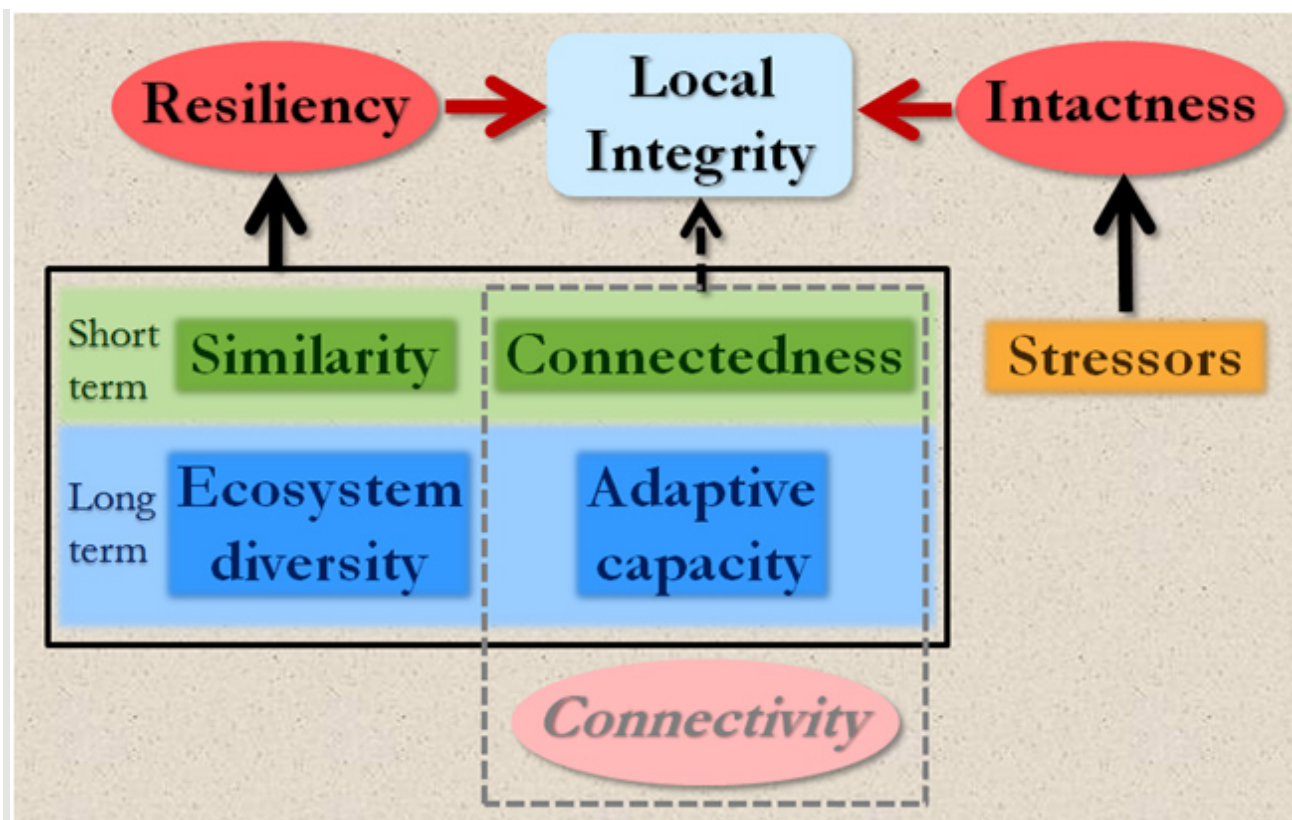 Resiliency
Local
Integrity
Intactness
Short
term
Similarity
Connectedness
Stressors
Long
term
Ecosystem
diversity
Adaptive
capacity
Connectivity